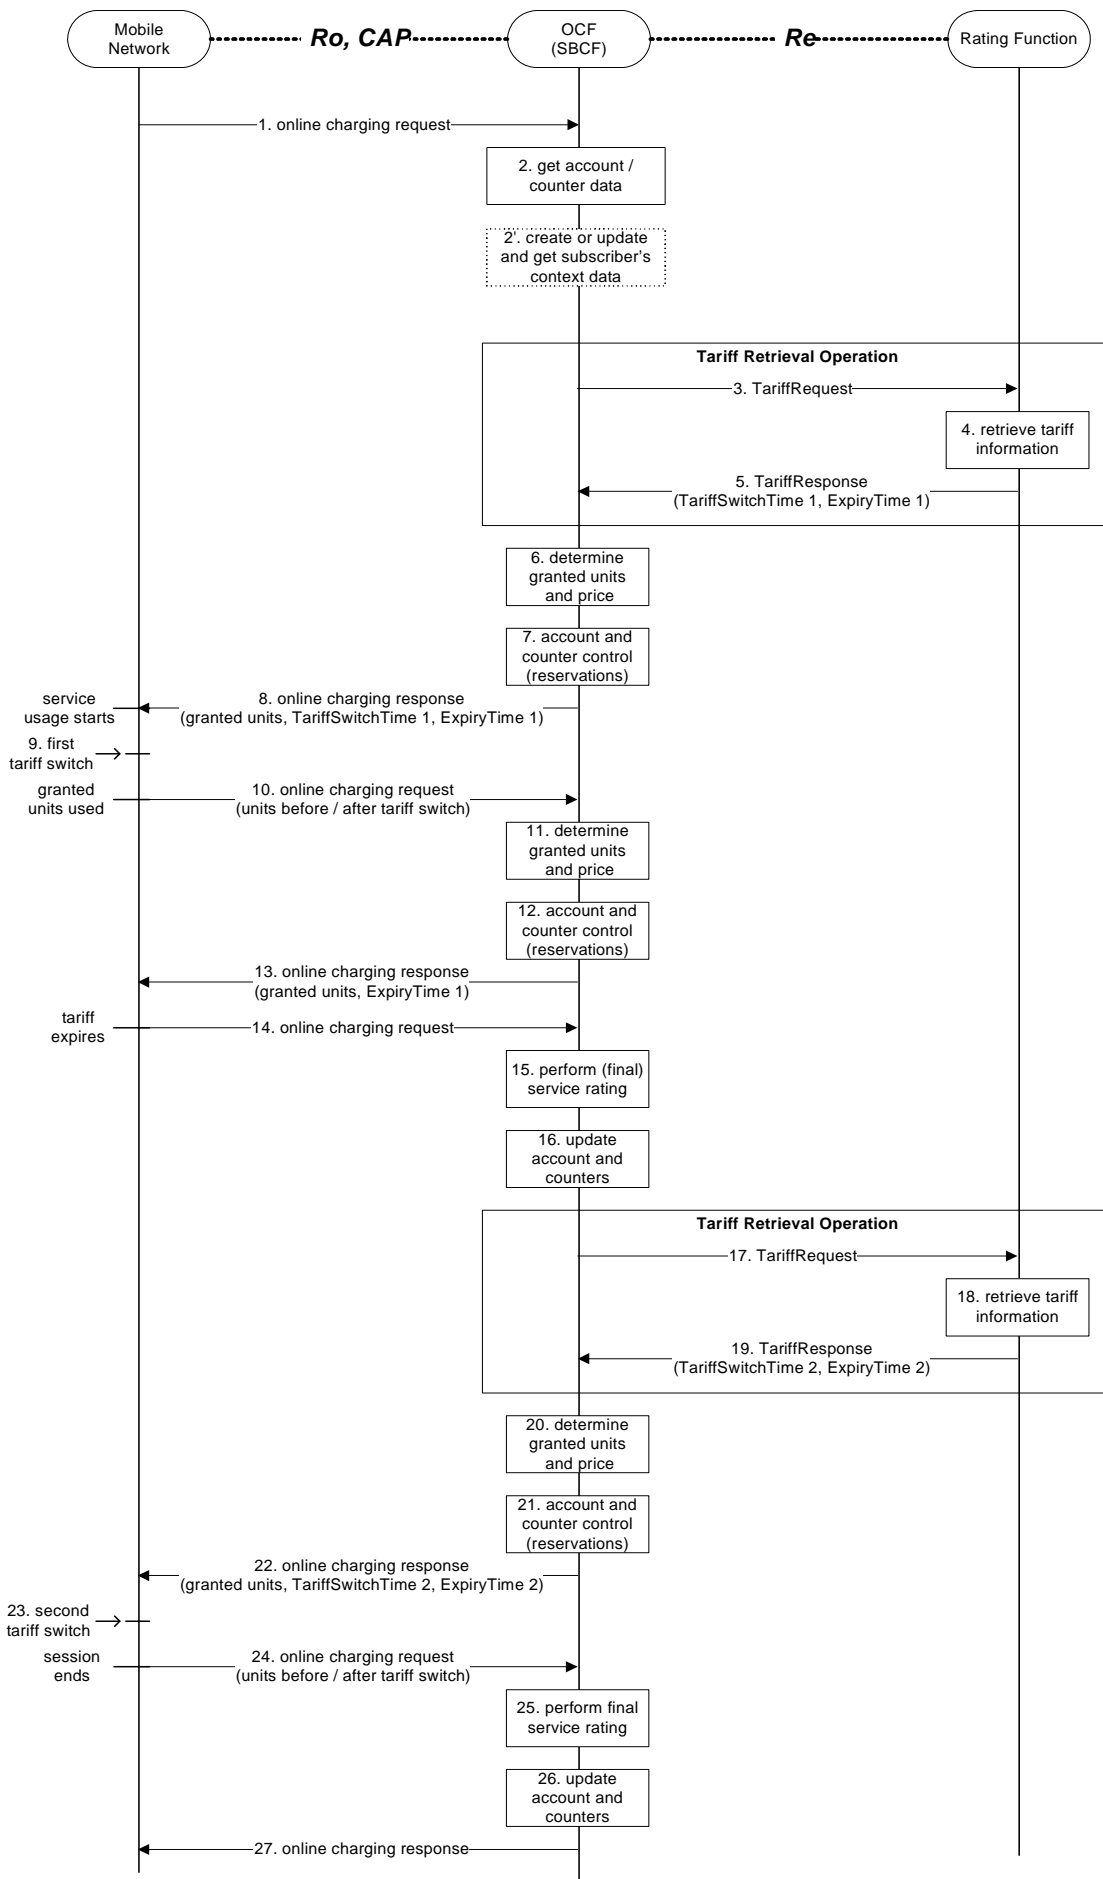 Mobile
Network
Ro, CAP
OCF
(SBCF)
Re
Rating Function
1. online charging request
2. get account /
counter data
2'. create or update
and get subscriber's
context data
Tariff Retrieval Operation
3. TariffRequest
4. retrieve tariff
information
5. TariffResponse
(TariffSwitchTime 1, ExpiryTime 1)
6. determine
granted units
and price
7. account and
counter control
(reservations)
service
usage starts
8. online charging response
(granted units, TariffSwitchTime 1, ExpiryTime 1)
9. first
tariff switch
granted
units used
10. online charging request
(units before / after tariff switch)
11. determine
granted units
and price
12. account and
counter control
(reservations)
13. online charging response
(granted units, ExpiryTime 1)
tariff
expires
14. online charging request
15. perform (final)
service rating
16. update
account and
counters
Tariff Retrieval Operation
17. TariffRequest
18. retrieve tariff
information
19. TariffResponse
(TariffSwitchTime 2, ExpiryTime 2)
20. determine
granted units
and price
21. account and
counter control
(reservations)
22. online charging response
(granted units, TariffSwitchTime 2, ExpiryTime 2)
23. second
tariff switch
session
ends
24. online charging request
(units before / after tariff switch)
25. perform final
service rating
26. update
account and
counters
27. online charging response